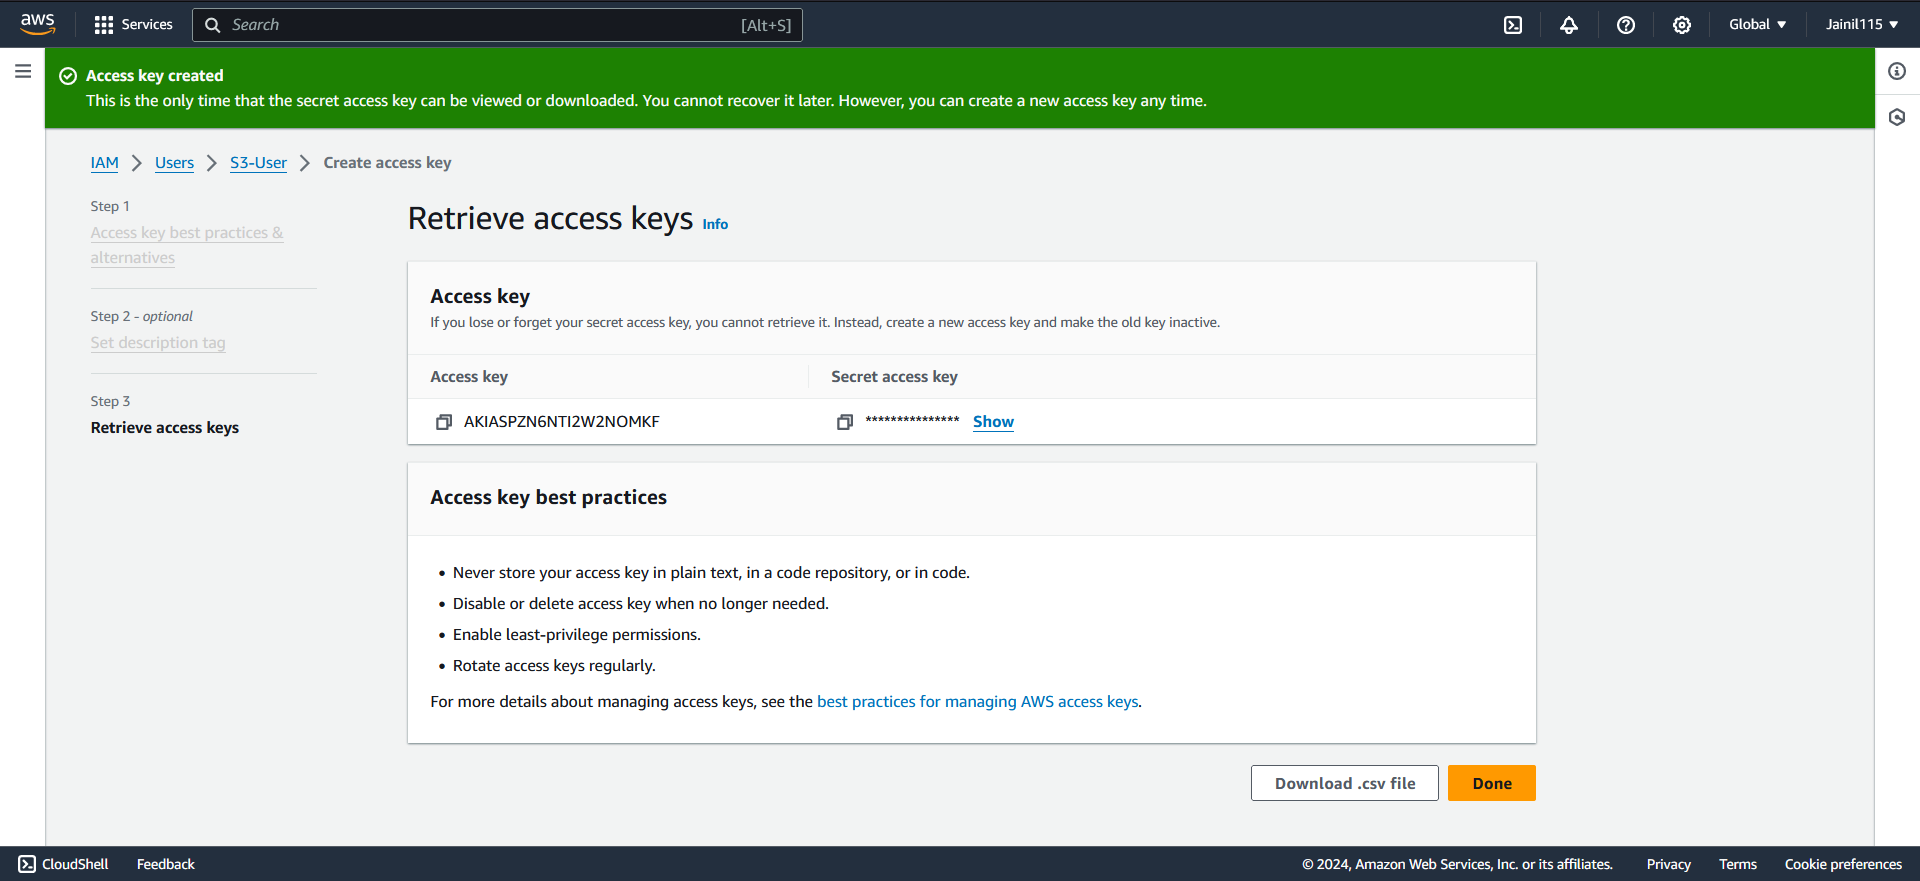 aws
Services
Search
[Alt+S]
Global
Jainil115
Access key created
This is the only time that the secret access key can be viewed or downloaded. You cannot recover it later. However, you can create a new access key any time.
IAM
Users
S3-User
Create access key
Step 1
Access key best practices &
alternatives
Step 2 - optional
Set description tag
Step 3
Retrieve access keys
Retrieve access keys Info
Access key
If you lose or forget your secret access key, you cannot retrieve it. Instead, create a new access key and make the old key inactive.
Access key
Secret access key
AKIASPZN6NTI2W2NOMKF
*************** Show
Access key best practices
• Never store your access key in plain text, in a code repository, or in code.
• Disable or delete access key when no longer needed.
• Enable least-privilege permissions.
• Rotate access keys regularly.
For more details about managing access keys, see the best practices for managing AWS access keys.
Download .csv file
Done
CloudShell
Feedback
© 2024, Amazon Web Services, Inc. or its affiliates.
Privacy
Terms
Cookie preferences